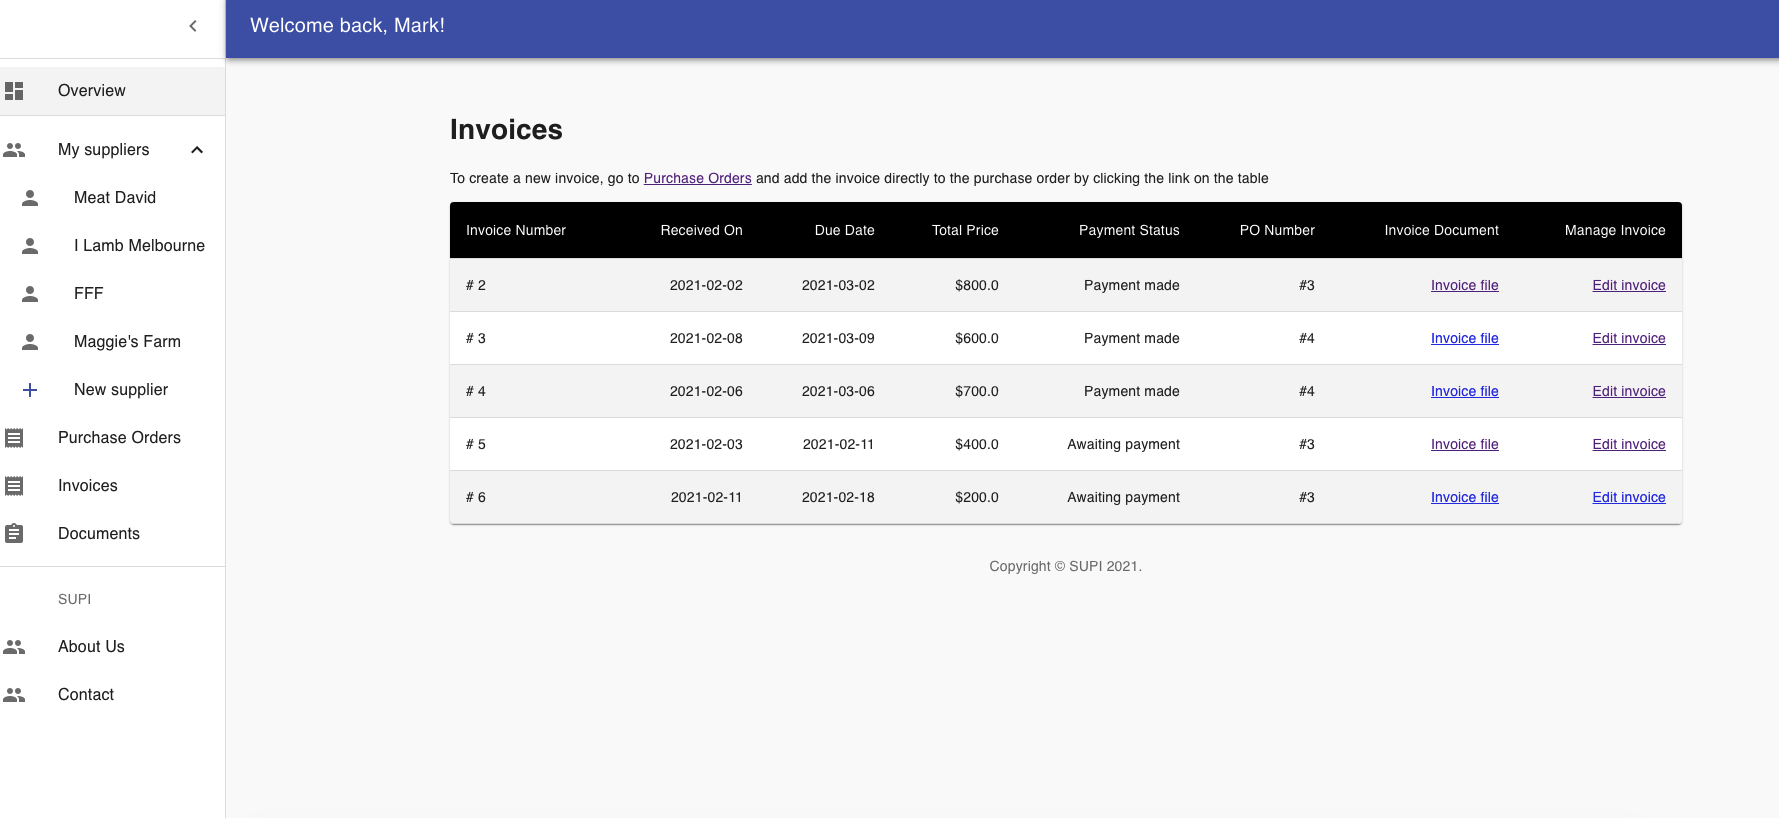 Welcome back, Mark!
Overview
My suppliers
Meat David
I Lamb Melbourne
FFF
Maggie's Farm
New supplier
Purchase Orders
Invoices
Documents
SUPI
About Us
Contact
Invoices
To create a new invoice, go to Purchase Orders and add the invoice directly to the purchase order by clicking the link on the table
Invoice Number Received On Due Date Total Price Payment Status PO Number Invoice Document Manage Invoice
# 2 2021-02-02 2021-03-02 $800.0 Payment made #3 Invoice file Edit invoice
# 3 2021-02-08 2021-03-09 $600.0 Payment made #4 Invoice file Edit invoice
# 4 2021-02-06 2021-03-06 $700.0 Payment made #4 Invoice file Edit invoice
# 5 2021-02-03 2021-02-11 $400.0 Awaiting payment #3 Invoice file Edit invoice
# 6 2021-02-11 2021-02-18 $200.0 Awaiting payment #3 Invoice file Edit invoice
Copyright © SUPI 2021.